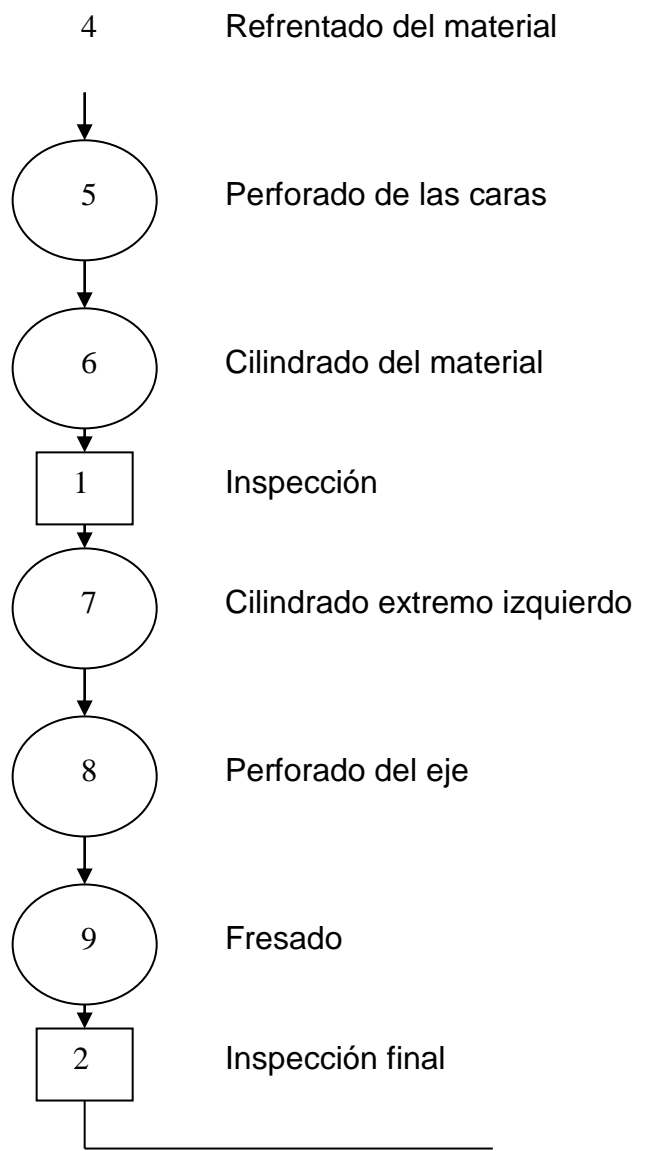 4 Refrentado del material
5 Perforado de las caras
6 Cilindrado del material
1 Inspección
7 Cilindrado extremo izquierdo
8 Perforado del eje
9 Fresado
2 Inspección final